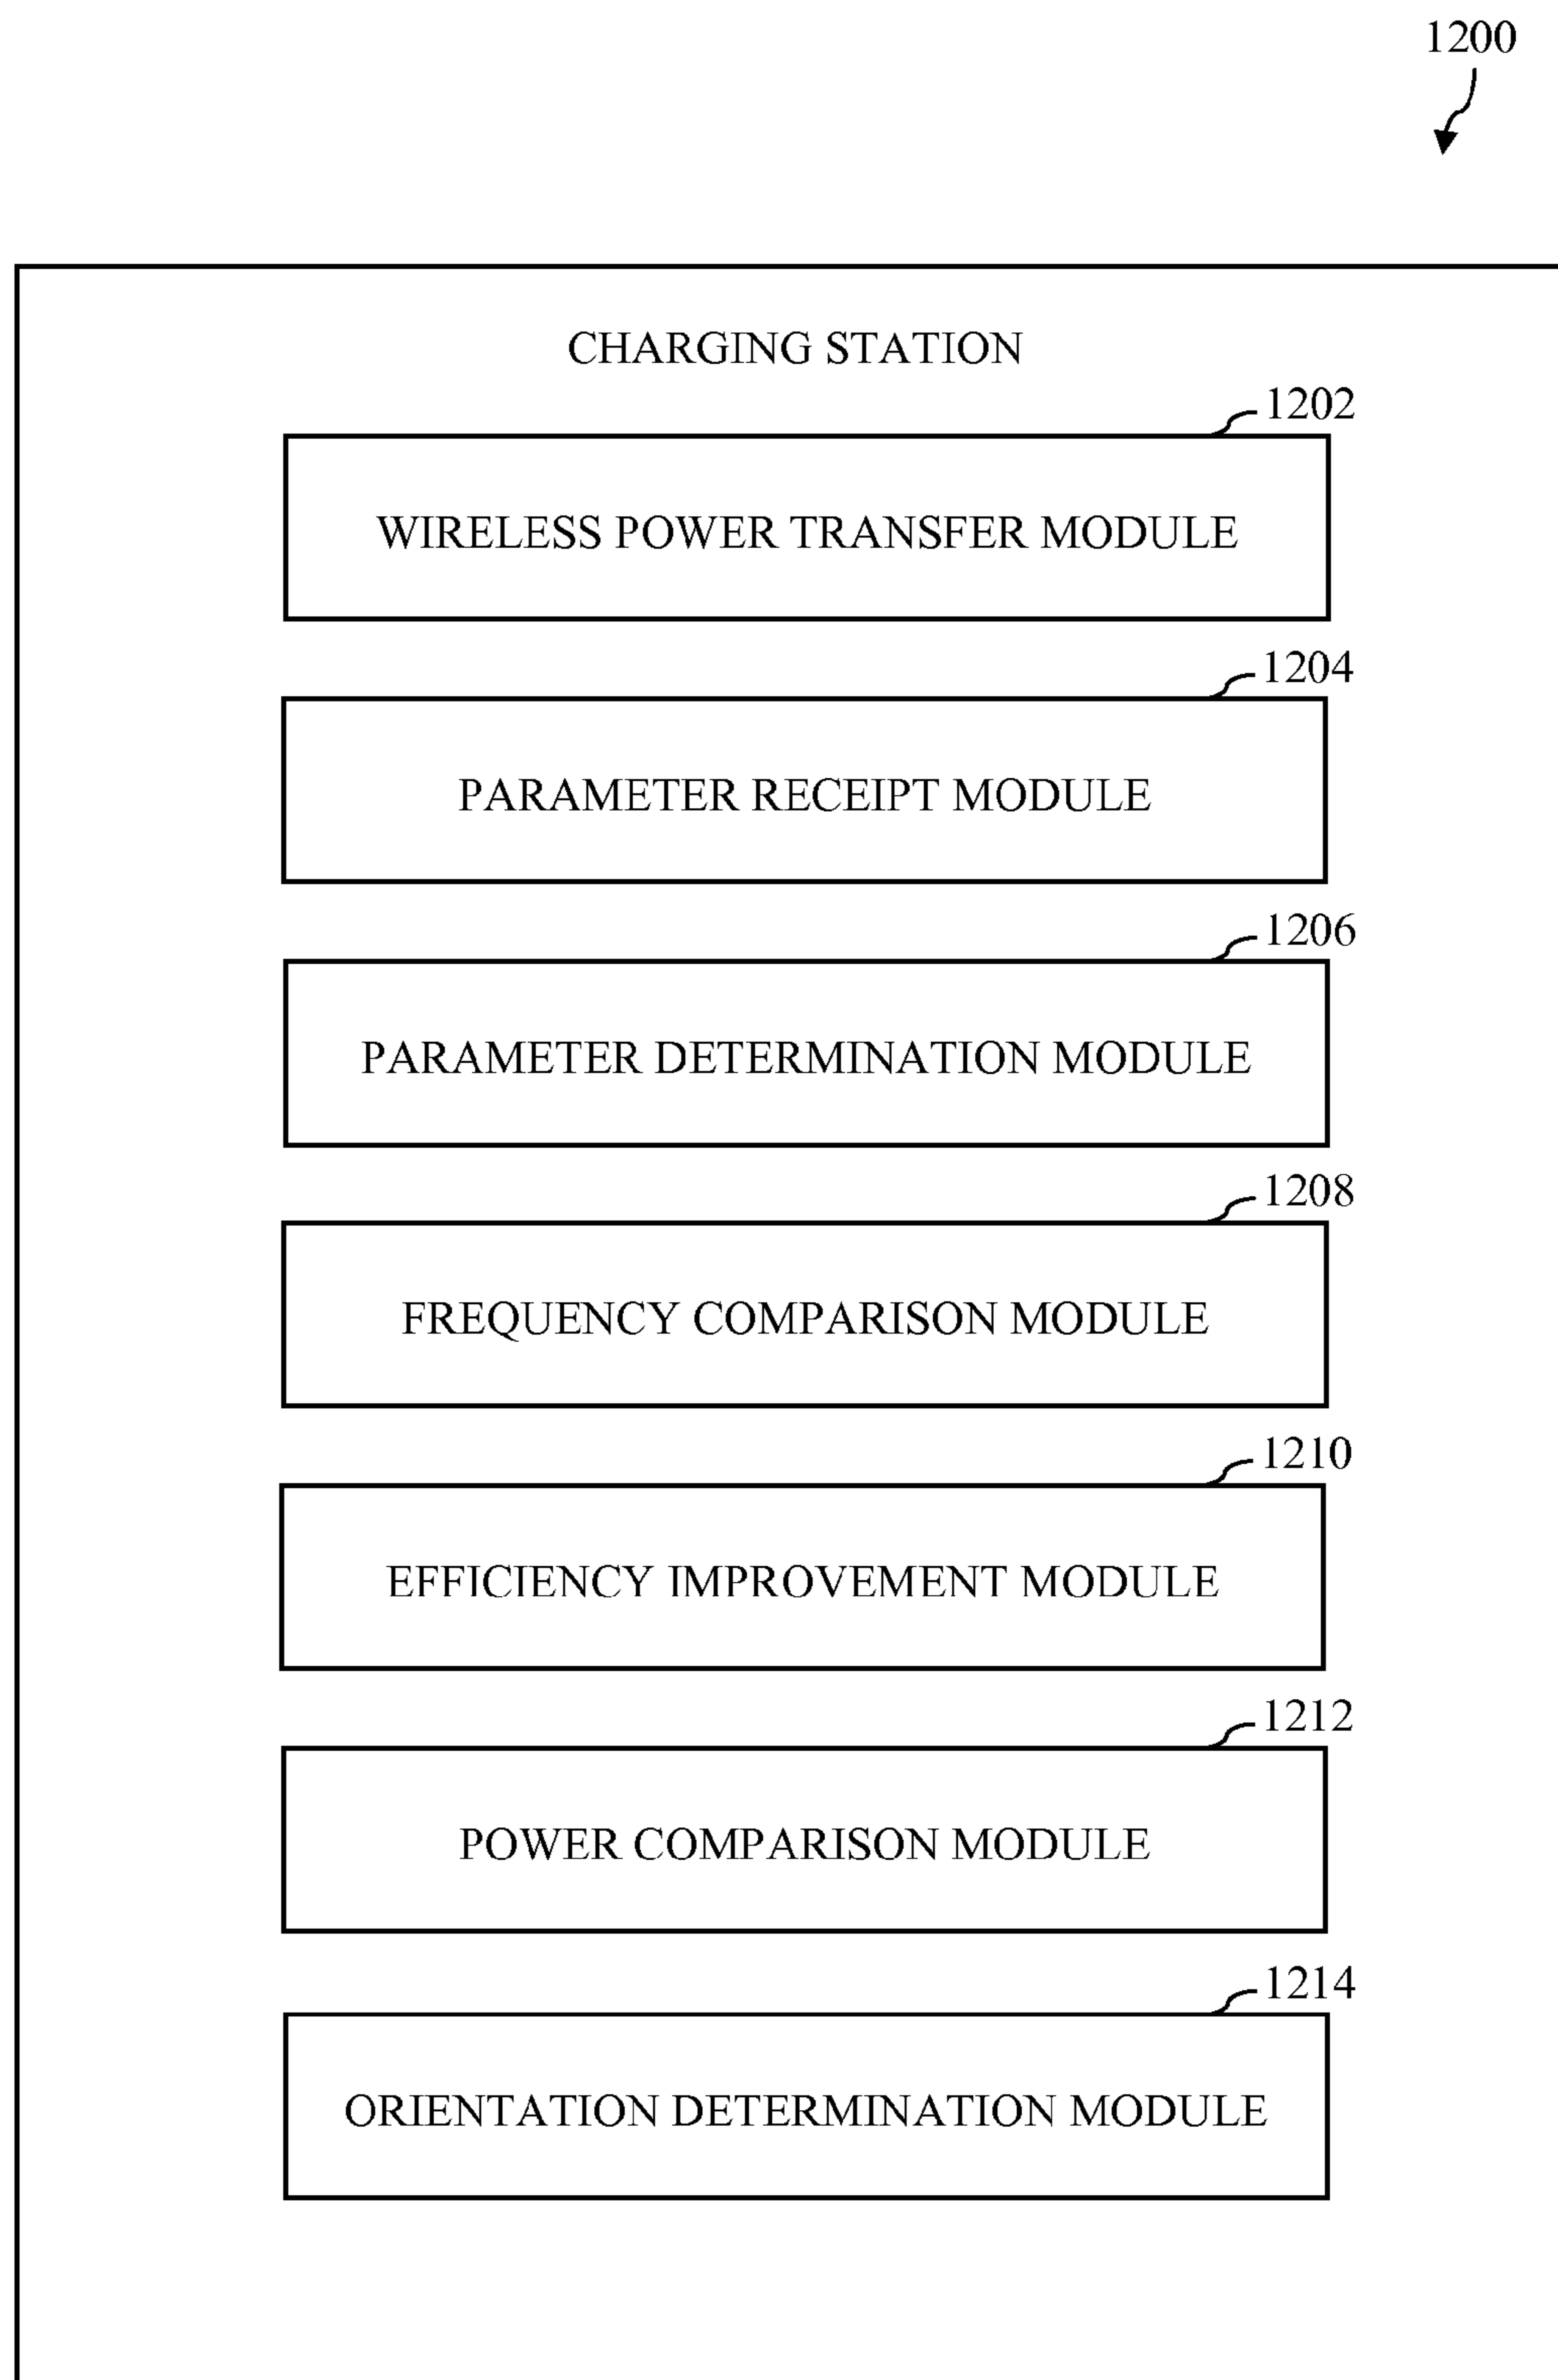 1200
CHARGING STATION
1202
WIRELESS POWER TRANSFER MODULE
1204
PARAMETER RECEIPT MODULE
1206
PARAMETER DETERMINATION MODULE
1208
FREQUENCY COMPARISON MODULE
1210
EFFICIENCY IMPROVEMENT MODULE
1212
POWER COMPARISON MODULE
1214
ORIENTATION DETERMINATION MODULE